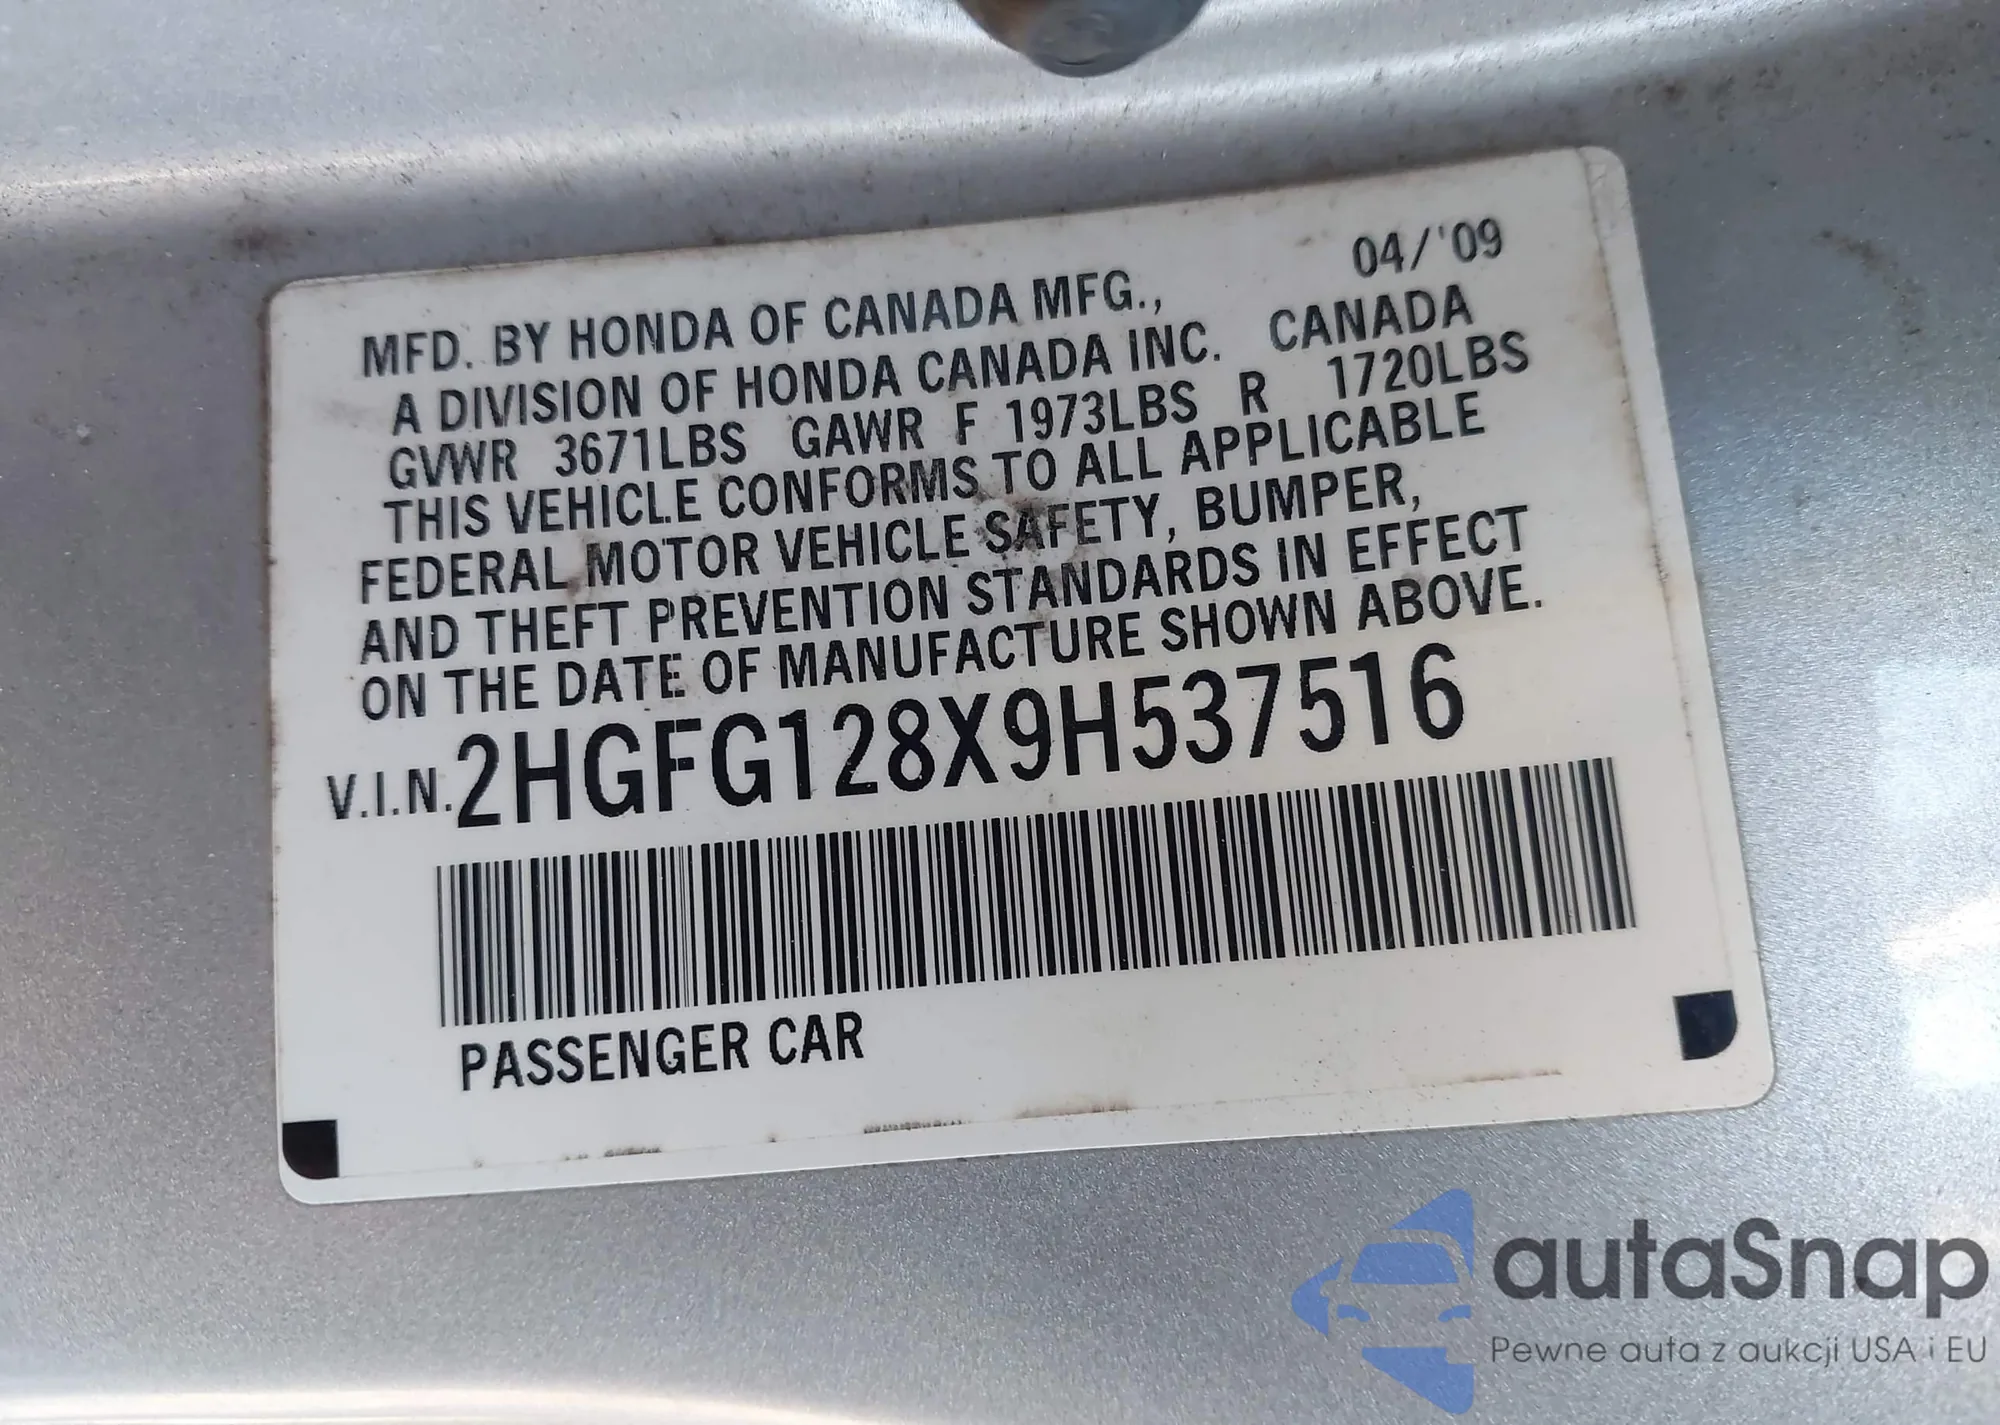 04/'09
MFD. BY HONDA OF CANADA MFG.,
A DIVISION OF HONDA CANADA INC. CANADA
GVWR 3671LBS GAWR F 1973LBS R 1720LBS
THIS VEHICLE CONFORMS TO ALL APPLICABLE
FEDERAL MOTOR VEHICLE SAFETY, BUMPER,
AND THEFT PREVENTION STANDARDS IN EFFECT
ON THE DATE OF MANUFACTURE SHOWN ABOVE.
V.I.N. 2HGFG128X9H537516
PASSENGER CAR
autaSnap
Pewne auta z aukcji USA i EU